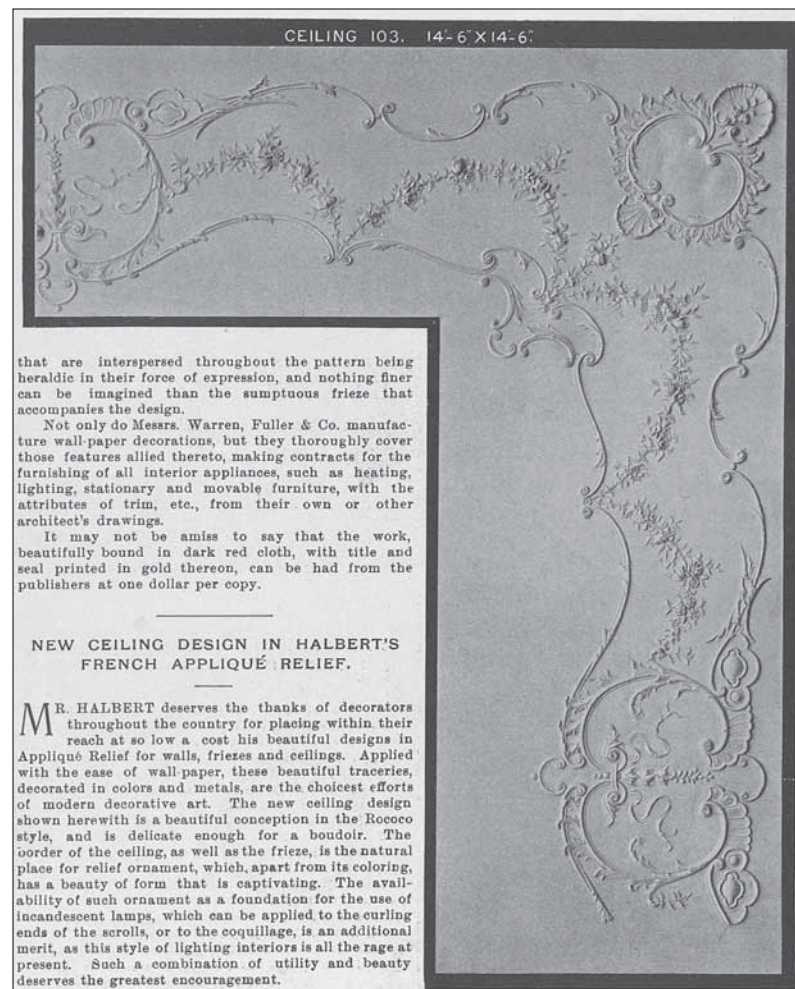 CEILING 103. 14'-6" X 14'-6".
that are interspersed throughout the pattern being
heraldic in their force of expression, and nothing finer
can be imagined than the sumptuous frieze that
accompanies the design.
Not only do Messrs. Warren, Fuller & Co. manufac-
ture wall-paper decorations, but they thoroughly cover
those features allied thereto, making contracts for the
furnishing of all interior appliances, such as heating,
lighting, stationary and movable furniture, with the
attributes of trim, etc., from their own or other
architect's drawings.
It may not be amiss to say that the work,
beautifully bound in dark red cloth, with title and
seal printed in gold thereon, can be had from the
publishers at one dollar per copy.
NEW CEILING DESIGN IN HALBERT'S
FRENCH APPLIQUÉ RELIEF.
MR. HALBERT deserves the thanks of decorators
throughout the country for placing within their
reach at so low a cost his beautiful designs in
Appliqué Relief for walls, friezes and ceilings. Applied
with the ease of wall-paper, these beautiful traceries,
decorated in colors and metals, are the choicest efforts
of modern decorative art. The new ceiling design
shown herewith is a beautiful conception in the Rococo
style, and is delicate enough for a boudoir. The
border of the ceiling, as well as the frieze, is the natural
place for relief ornament, which, apart from its coloring,
has a beauty of form that is captivating. The avail-
ability of such ornament as a foundation for the use of
incandescent lamps, which can be applied to the curling
ends of the scrolls, or to the coquillage, is an additional
merit, as this style of lighting interiors is all the rage at
present. Such a combination of utility and beauty
deserves the greatest encouragement.